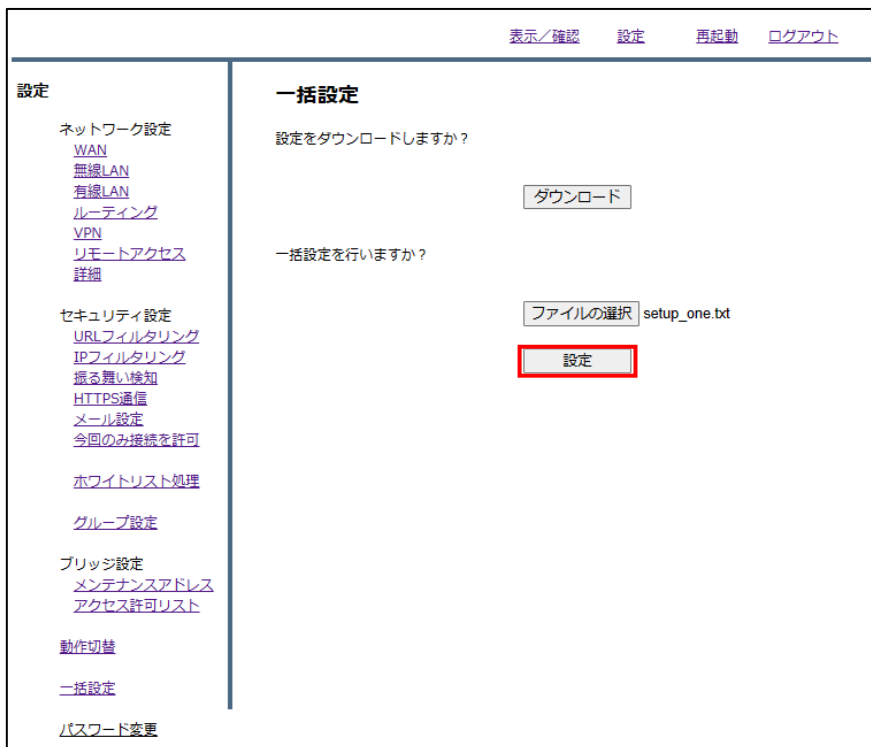 表示／確認 設定 再起動 ログアウト
設定
ネットワーク設定
WAN
無線LAN
有線LAN
ルーティング
VPN
リモートアクセス
詳細
セキュリティ設定
URLフィルタリング
IPフィルタリング
振る舞い検知
HTTPS通信
メール設定
今回のみ接続を許可
ホワイトリスト処理
グループ設定
ブリッジ設定
メンテナンスアドレス
アクセス許可リスト
動作切替
一括設定
パスワード変更
一括設定
設定をダウンロードしますか？
ダウンロード
一括設定を行いますか？
ファイルの選択 setup_one.txt
設定